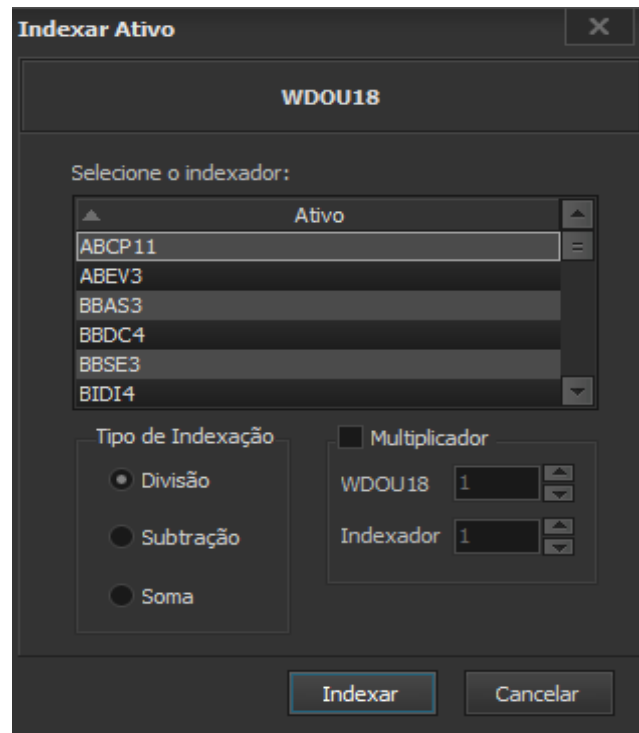 Indexar Ativo
WDOU18
Selecione o indexador:
Ativo
ABCP11
ABEV3
BBAS3
BBDC4
BBSE3
BIDI4
Tipo de Indexação
Divisão
Subtração
Soma
Multiplicador
WDOU18 1
Indexador 1
Indexar Cancelar